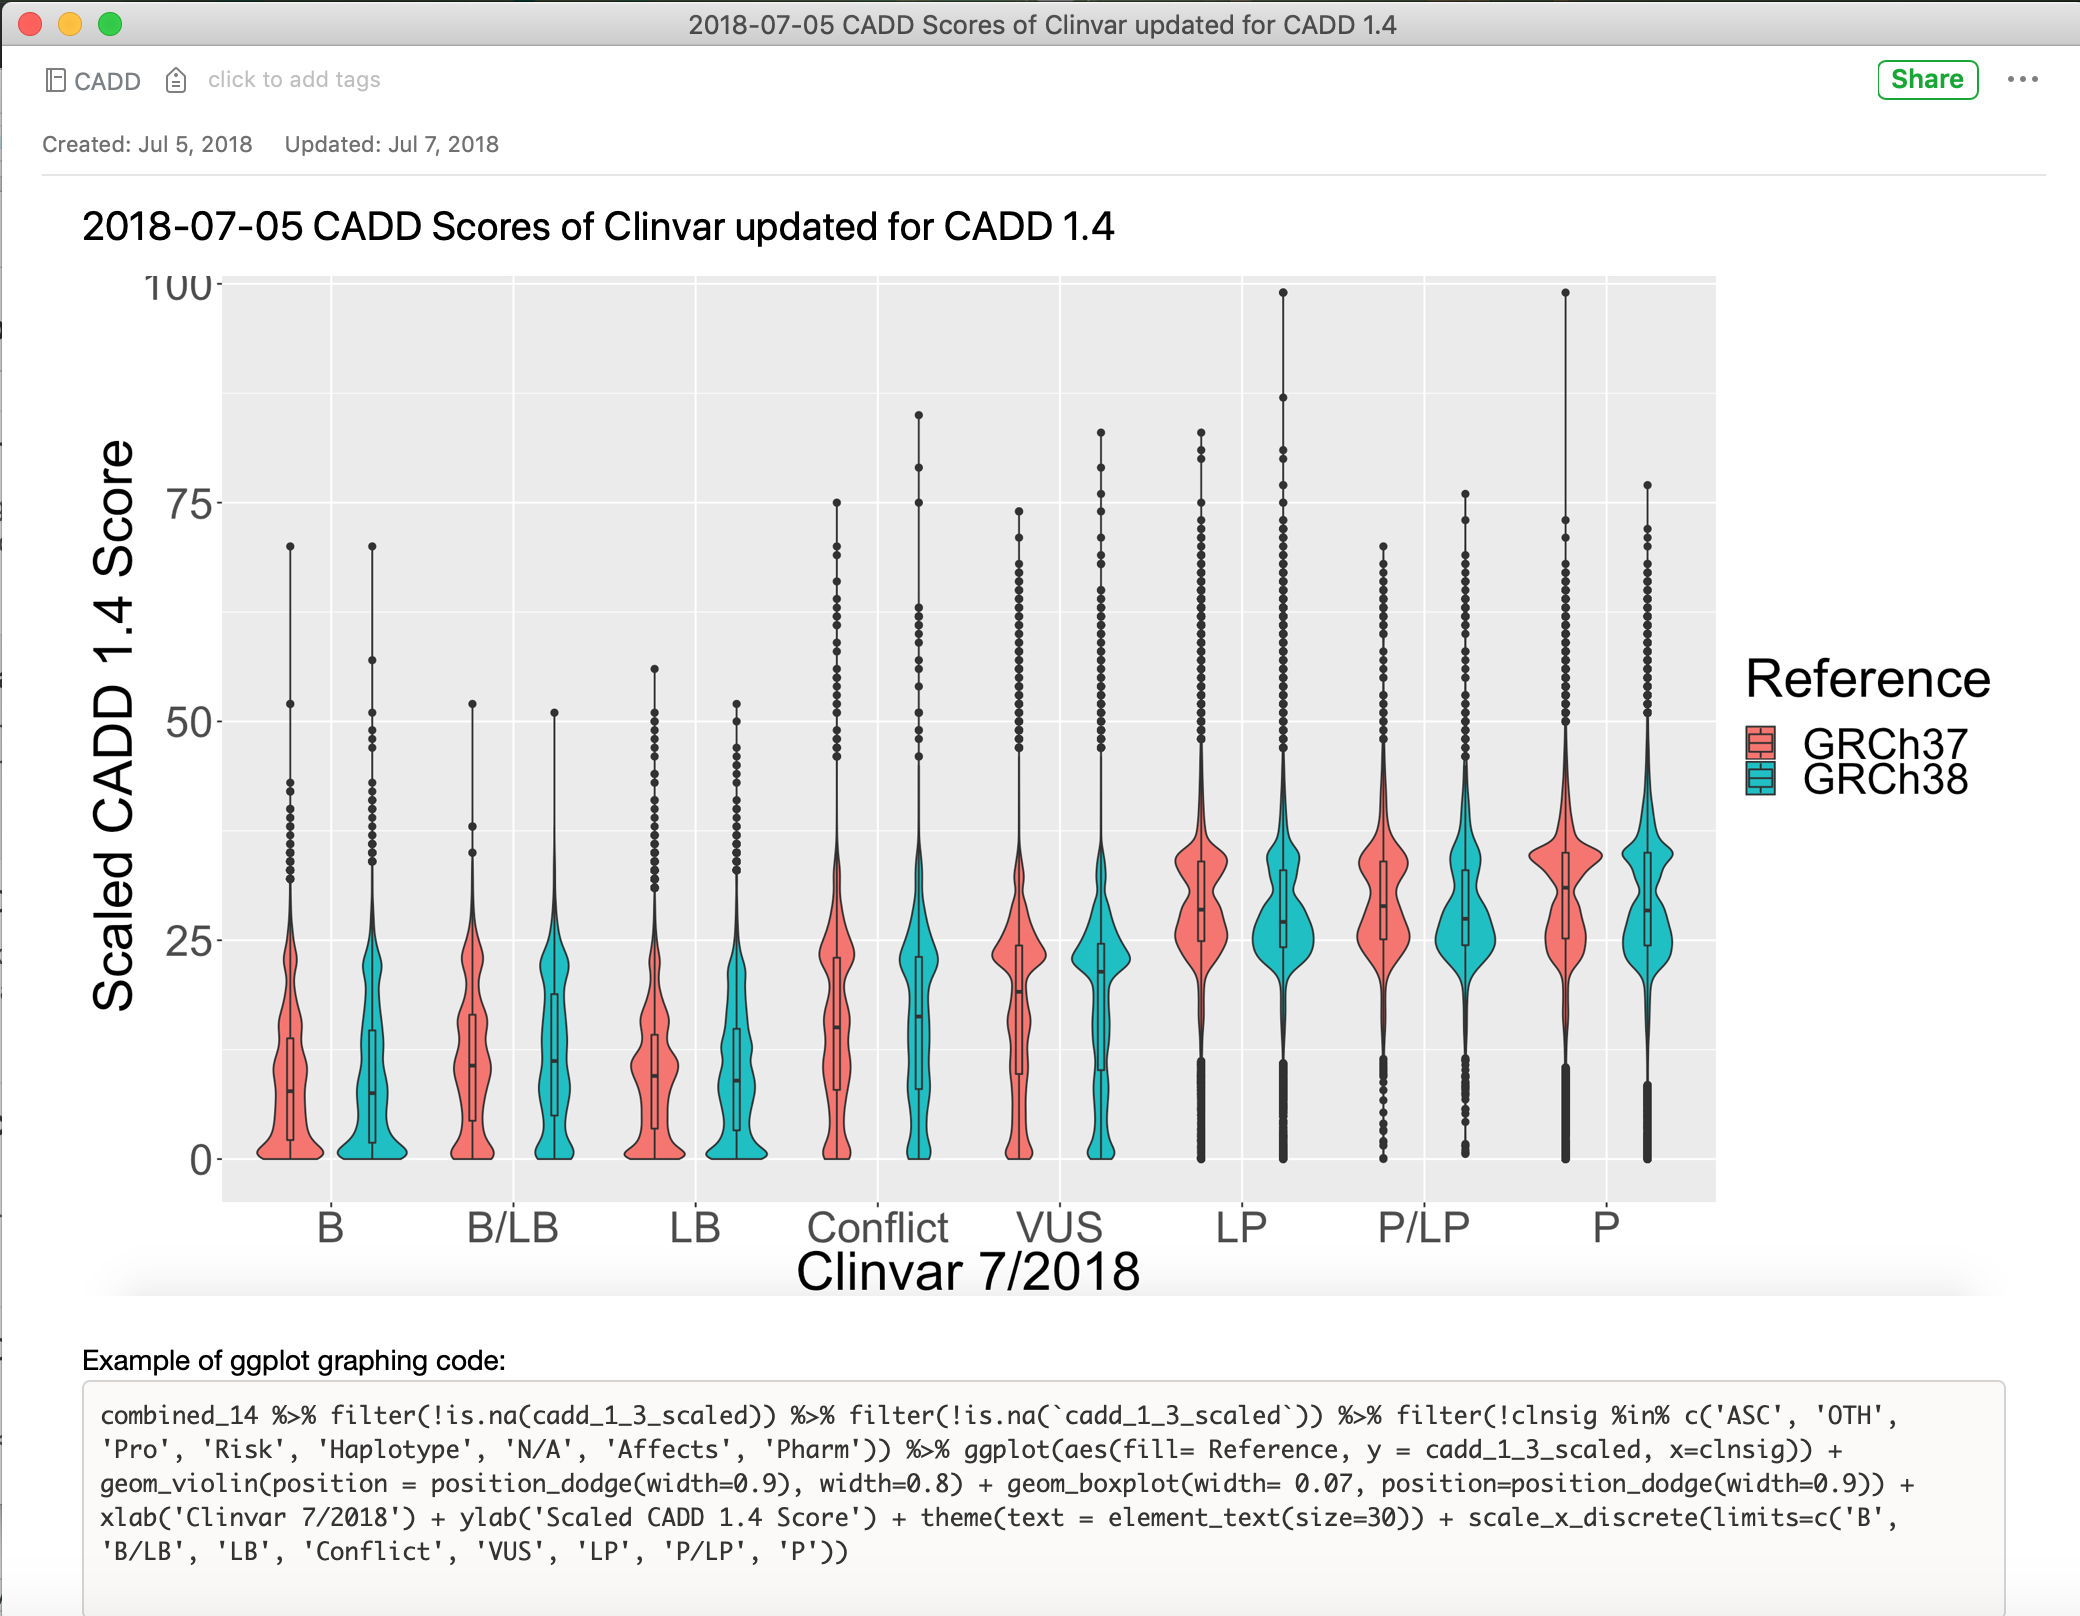 2018-07-05 CADD Scores of Clinvar updated for CADD 1.4
CADD click to add tags
Share
Created: Jul 5, 2018 Updated: Jul 7, 2018
2018-07-05 CADD Scores of Clinvar updated for CADD 1.4
100
75
50
25
0
Scaled CADD 1.4 Score
Reference
GRCh37
GRCh38
B B/LB LB Conflict VUS LP P/LP P
Clinvar 7/2018
Example of ggplot graphing code:
combined_14 %>% filter(!is.na(cadd_1_3_scaled)) %>% filter(!is.na(`cadd_1_3_scaled`)) %>% filter(!clnsig %in% c('ASC', 'OTH',
'Pro', 'Risk', 'Haplotype', 'N/A', 'Affects', 'Pharm')) %>% ggplot(aes(fill= Reference, y = cadd_1_3_scaled, x=clnsig)) +
geom_violin(position = position_dodge(width=0.9), width=0.8) + geom_boxplot(width= 0.07, position=position_dodge(width=0.9)) +
xlab('Clinvar 7/2018') + ylab('Scaled CADD 1.4 Score') + theme(text = element_text(size=30)) + scale_x_discrete(limits=c('B',
'B/LB', 'LB', 'Conflict', 'VUS', 'LP', 'P/LP', 'P'))